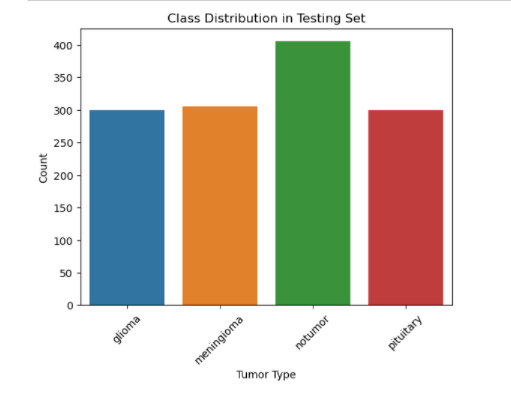 Class Distribution in Testing Set
400
350
300
250
200
150
100
50
0
Count
glioma
meningioma
notumor
pituitary
Tumor Type